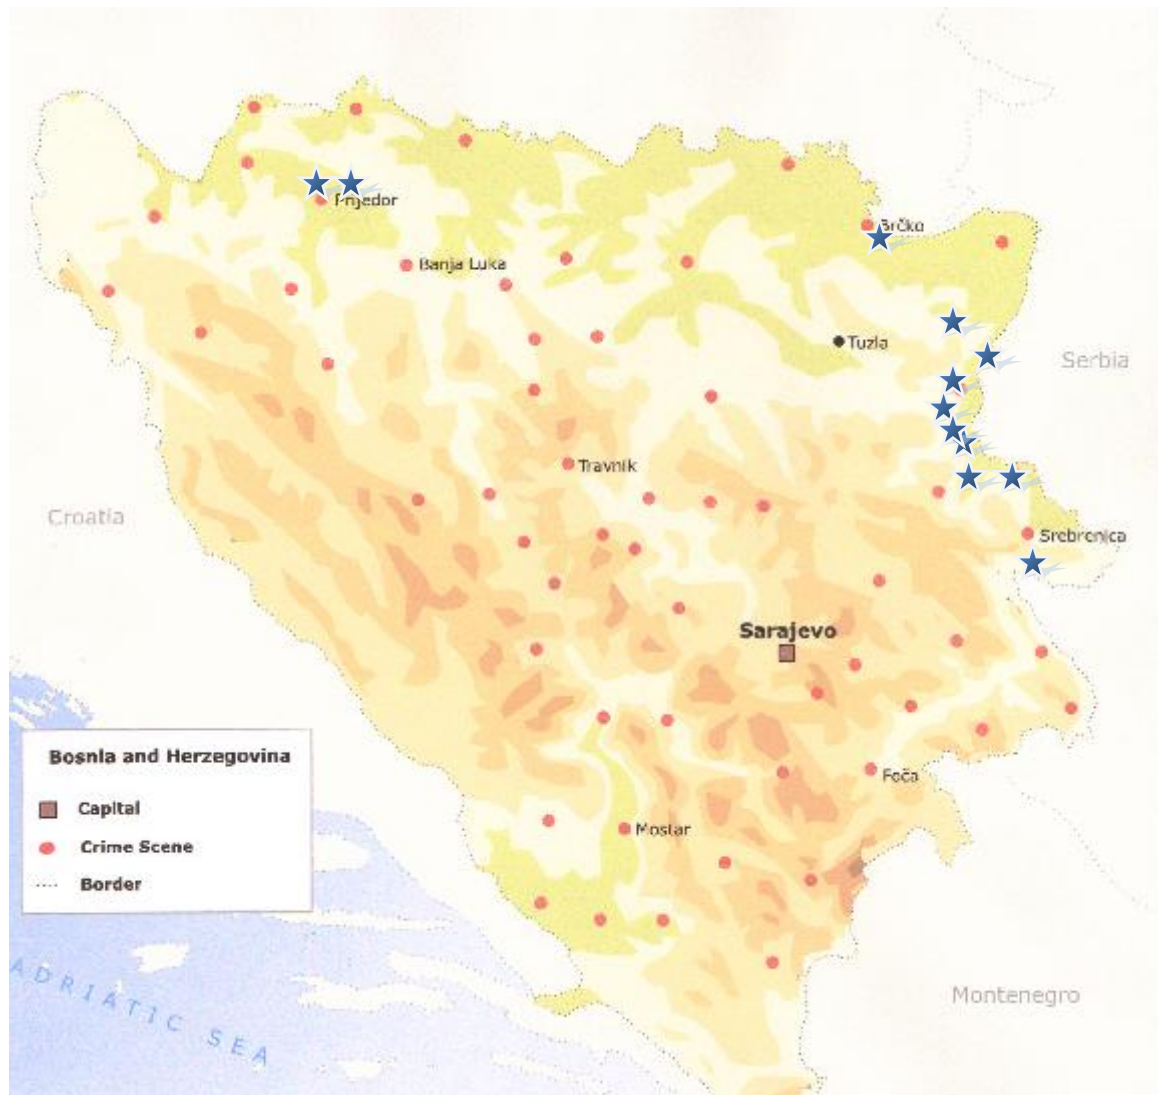 Prijedor
Brčko
Banja Luka
Tuzla
Serbia
Travnik
Croatia
Srebrenica
Sarajevo
Bosnia and Herzegovina
Capital
Crime Scene
Border
Foča
Mostar
ADRIATIC SEA
Montenegro